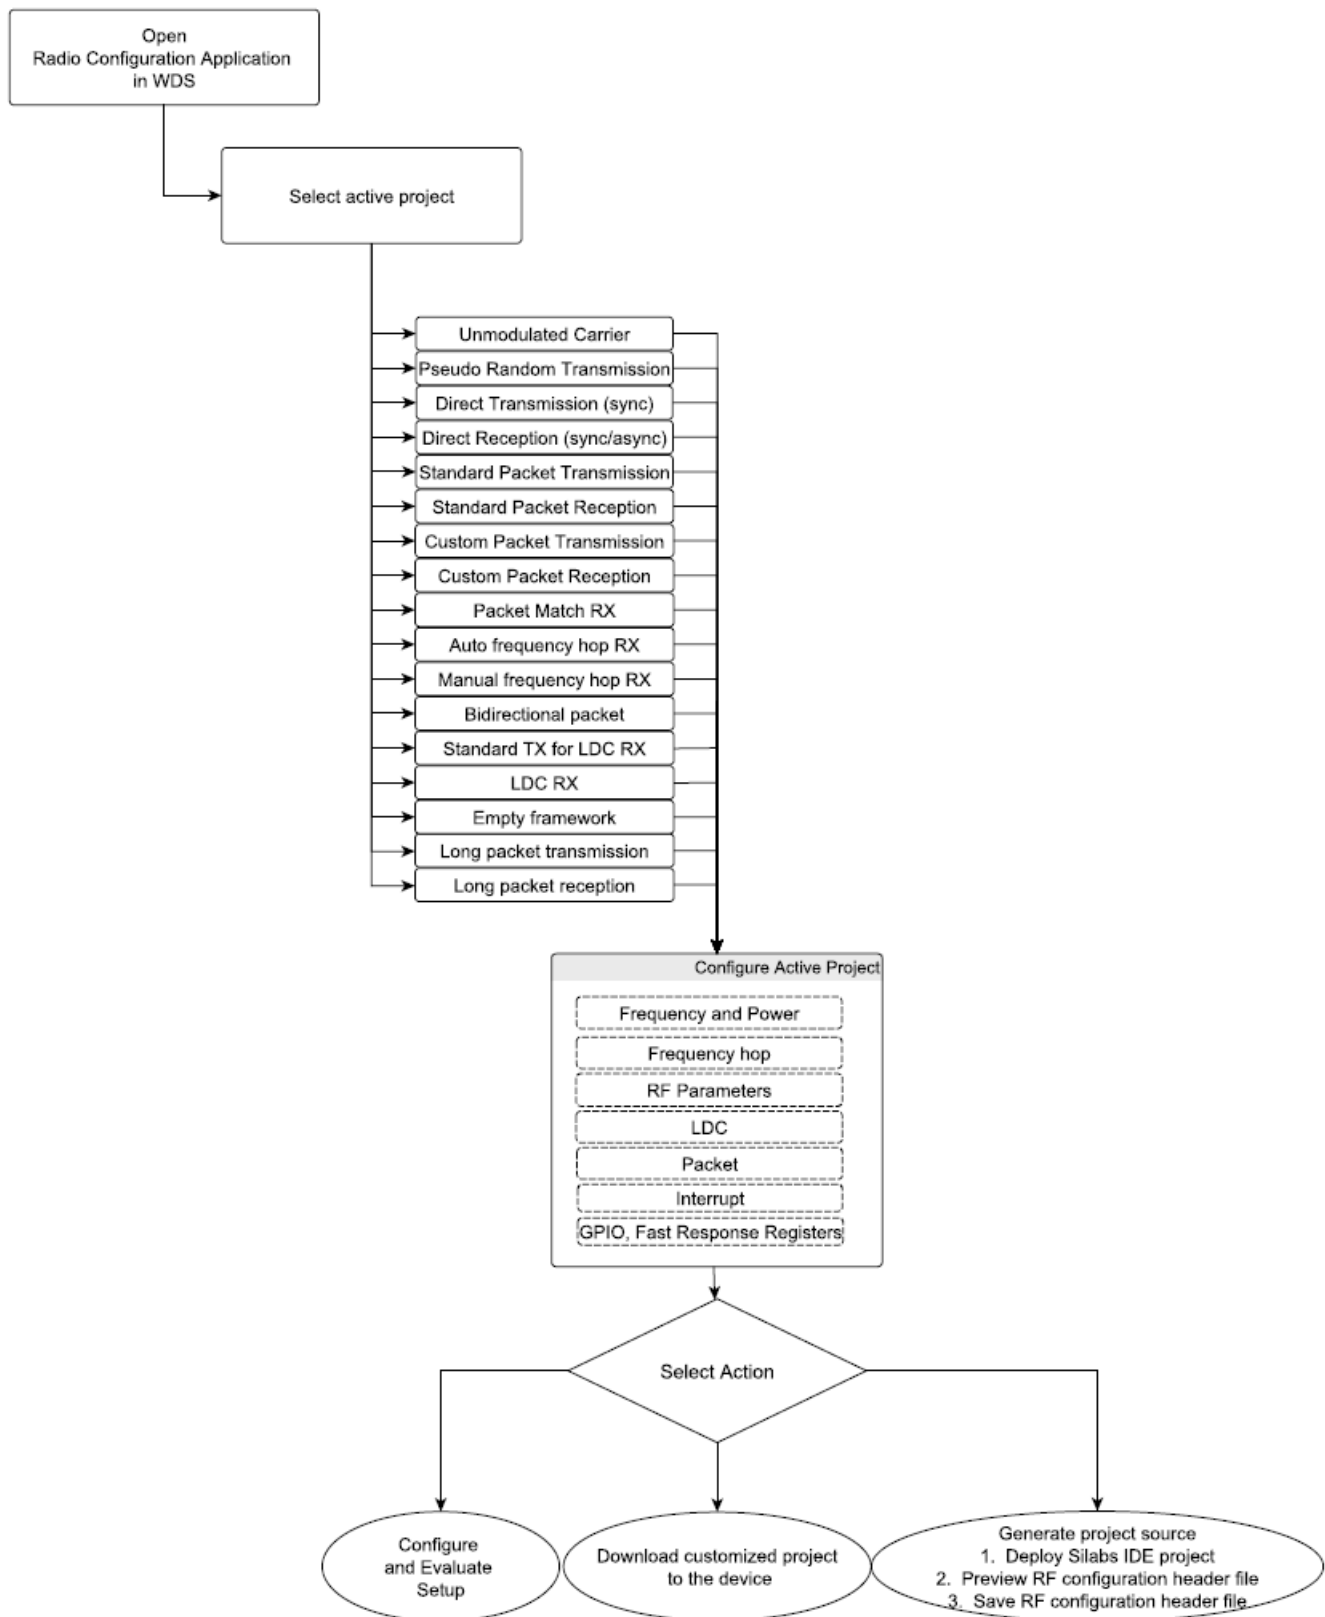 Open
Radio Configuration Application
in WDS
Select active project
Unmodulated Carrier
Pseudo Random Transmission
Direct Transmission (sync)
Direct Reception (sync/async)
Standard Packet Transmission
Standard Packet Reception
Custom Packet Transmission
Custom Packet Reception
Packet Match RX
Auto frequency hop RX
Manual frequency hop RX
Bidirectional packet
Standard TX for LDC RX
LDC RX
Empty framework
Long packet transmission
Long packet reception
Configure Active Project
Frequency and Power
Frequency hop
RF Parameters
LDC
Packet
Interrupt
GPIO, Fast Response Registers
Select Action
Configure
and Evaluate
Setup
Download customized project
to the device
Generate project source
1. Deploy Silabs IDE project
2. Preview RF configuration header file
3. Save RF configuration header file